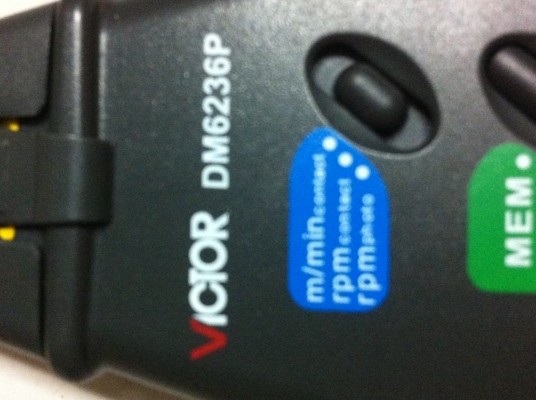 VICTOR DM6236P
m/min contact
rpm contact
rpm photo
MEM